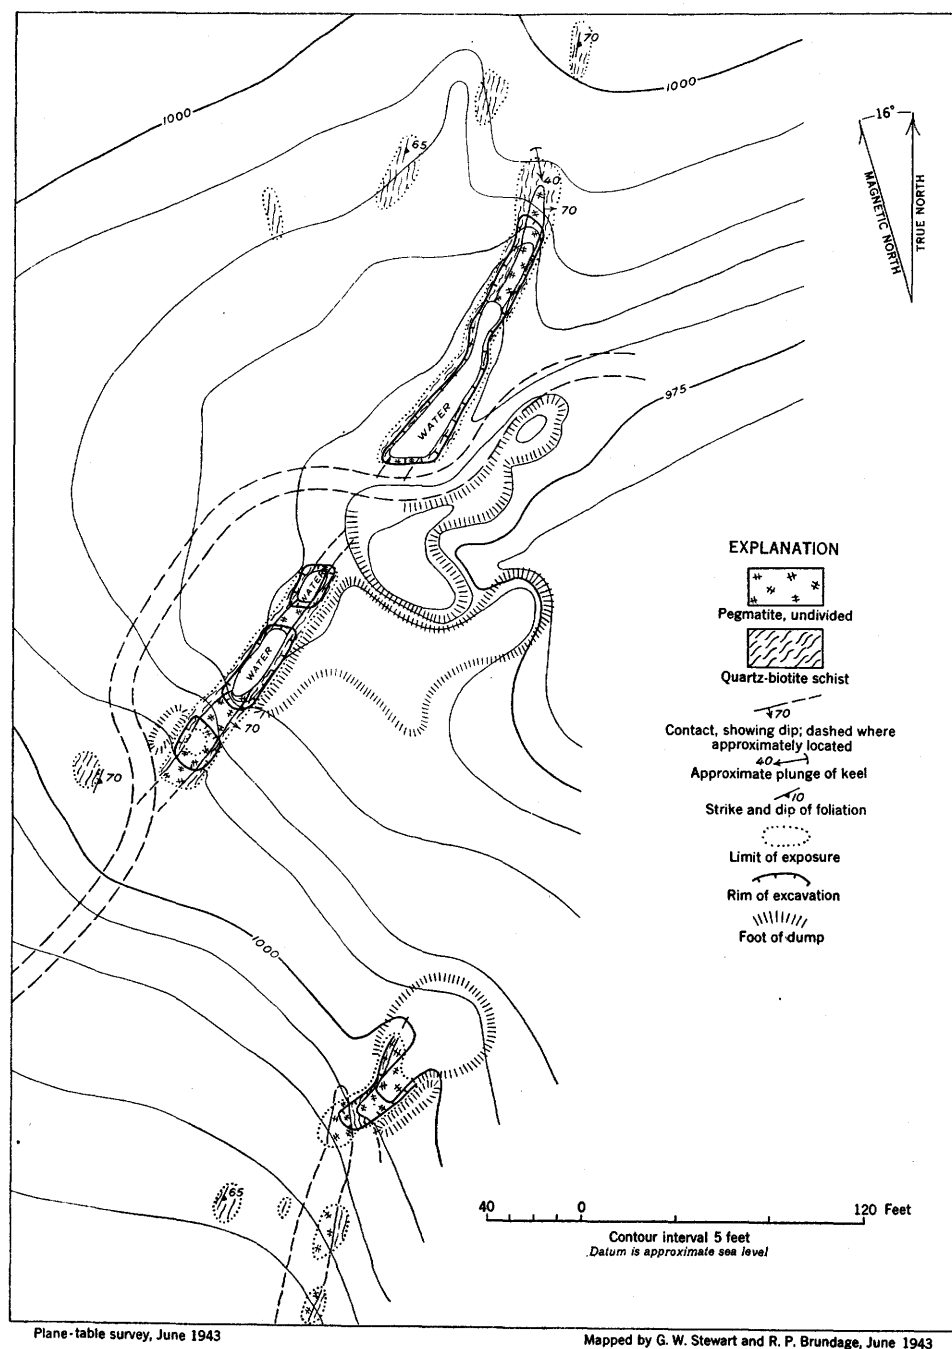 70
1000
1000
65
16°
MAGNETIC NORTH
TRUE NORTH
40
70
975
WATER
WATER
WATER
70
70
1000
65
EXPLANATION
Pegmatite, undivided
Quartz-biotite schist
70
Contact, showing dip; dashed where
approximately located
40
Approximate plunge of keel
10
Strike and dip of foliation
Limit of exposure
Rim of excavation
Foot of dump
40 0 120 Feet
Contour interval 5 feet
Datum is approximate sea level
Plane-table survey, June 1943
Mapped by G. W. Stewart and R. P. Brundage, June 1943